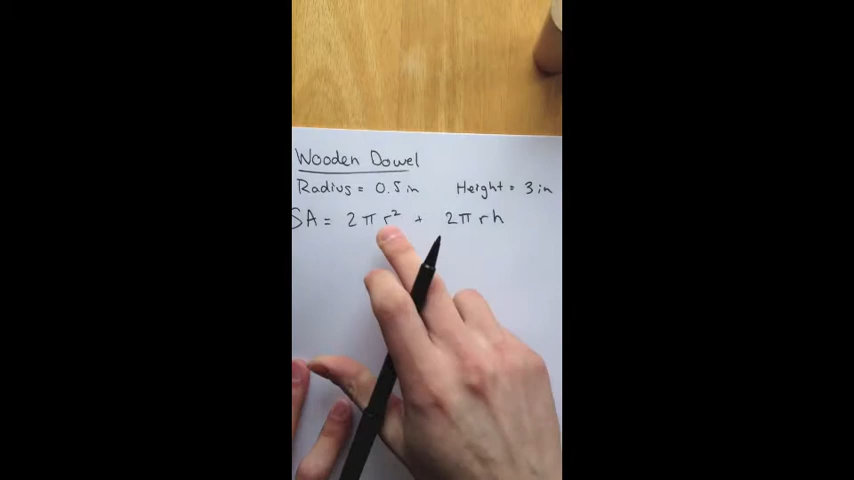 Wooden Dowel
Radius = 0.5 in Height = 3 in
SA = 2πr² + 2πrh